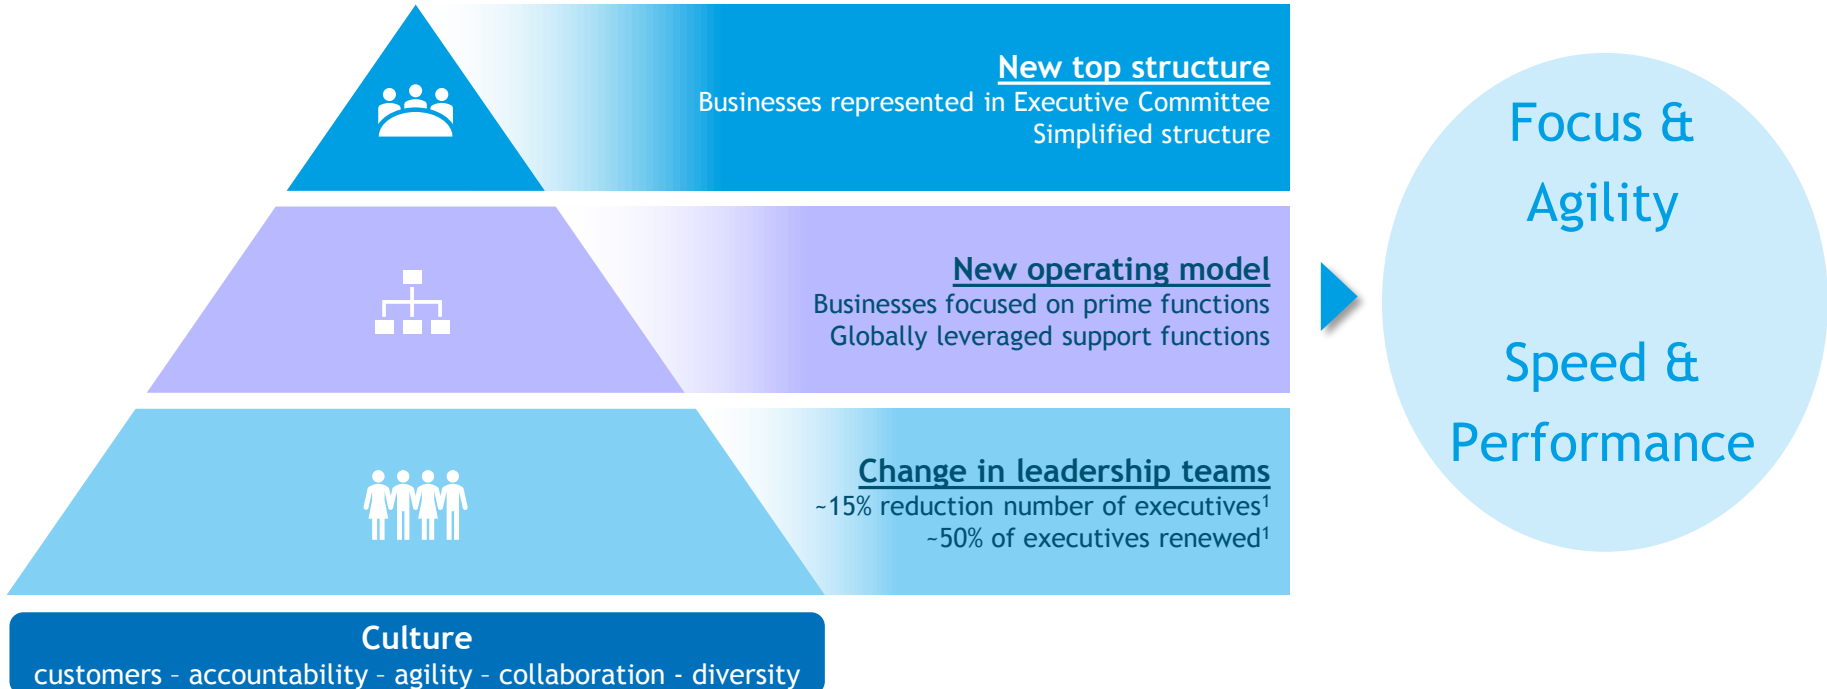 New top structure
Businesses represented in Executive Committee
Simplified structure
New operating model
Businesses focused on prime functions
Globally leveraged support functions
Change in leadership teams
~15% reduction number of executives¹
~50% of executives renewed¹
Culture
customers – accountability – agility – collaboration - diversity
Focus &
Agility
Speed &
Performance